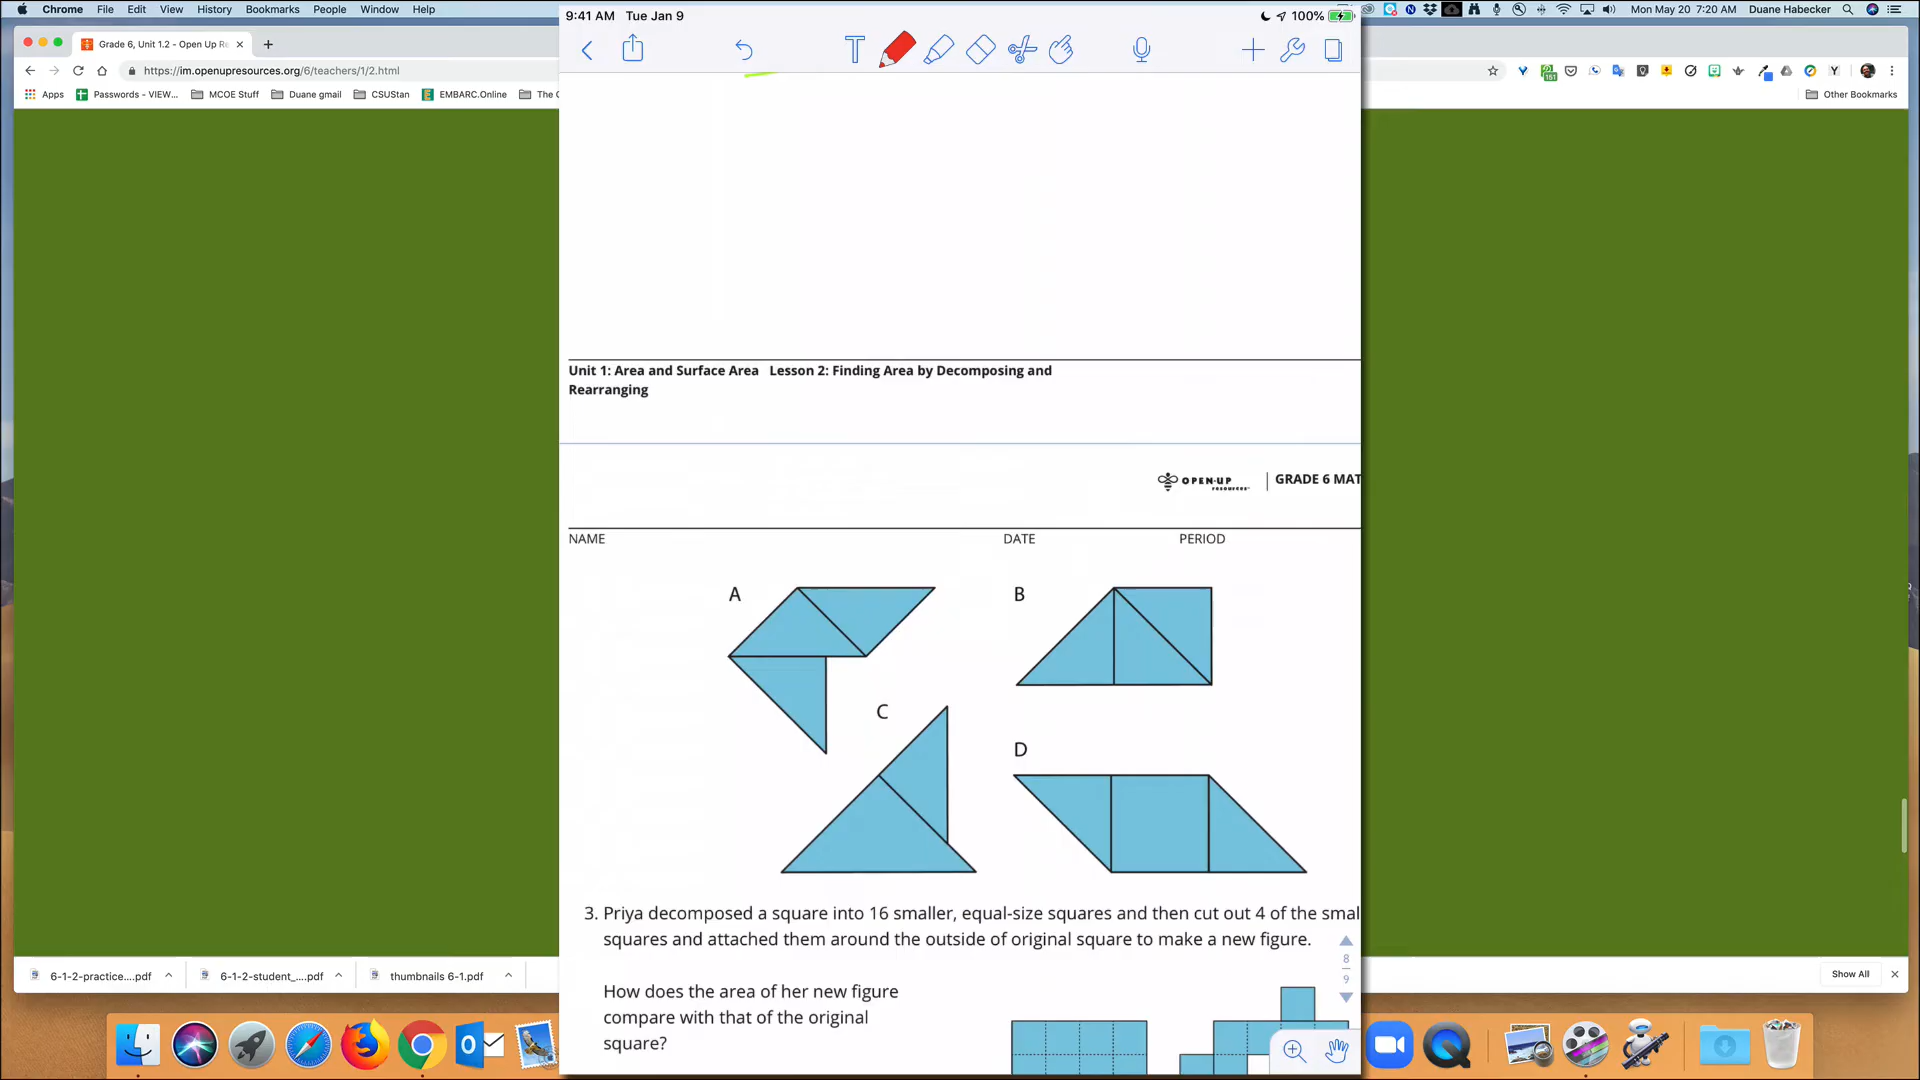 Chrome File Edit View History Bookmarks People Window Help
9:41 AM Tue Jan 9
100%
Mon May 20 7:20 AM Duane Habecker
Grade 6, Unit 1.2 - Open Up Re
https://im.openupresources.org/6/teachers/1/2.html
Apps Passwords - VIEW... MCOE Stuff Duane gmail CSUStan EMBARC.Online The C
Other Bookmarks
T
Unit 1: Area and Surface Area Lesson 2: Finding Area by Decomposing and
Rearranging
OPEN-UP RESOURCES GRADE 6 MAT
NAME DATE PERIOD
A
B
C
D
3. Priya decomposed a square into 16 smaller, equal-size squares and then cut out 4 of the smal
squares and attached them around the outside of original square to make a new figure.
8
9
How does the area of her new figure
compare with that of the original
square?
6-1-2-practice....pdf 6-1-2-student_....pdf thumbnails 6-1.pdf
Show All